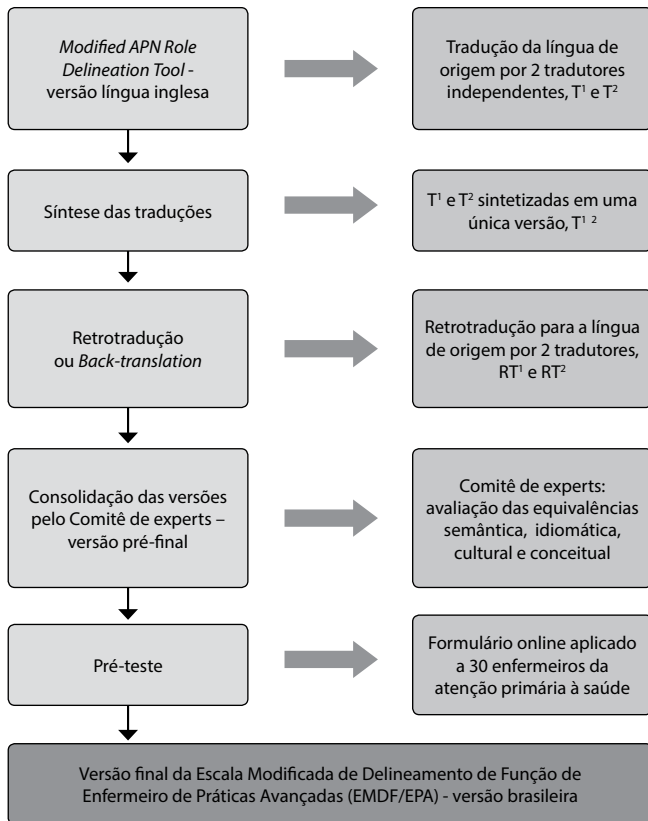 Modified APN Role
Delineation Tool -
versão língua inglesa
Tradução da língua de
origem por 2 tradutores
independentes, T¹ e T²
Síntese das traduções
T¹ e T² sintetizadas em uma
única versão, T¹ ²
Retrotradução
ou Back-translation
Retrotradução para a língua
de origem por 2 tradutores,
RT¹ e RT²
Consolidação das versões
pelo Comitê de experts –
versão pré-final
Comitê de experts:
avaliação das equivalências
semântica, idiomática,
cultural e conceitual
Pré-teste
Formulário online aplicado
a 30 enfermeiros da
atenção primária à saúde
Versão final da Escala Modificada de Delineamento de Função de
Enfermeiro de Práticas Avançadas (EMDF/EPA) - versão brasileira